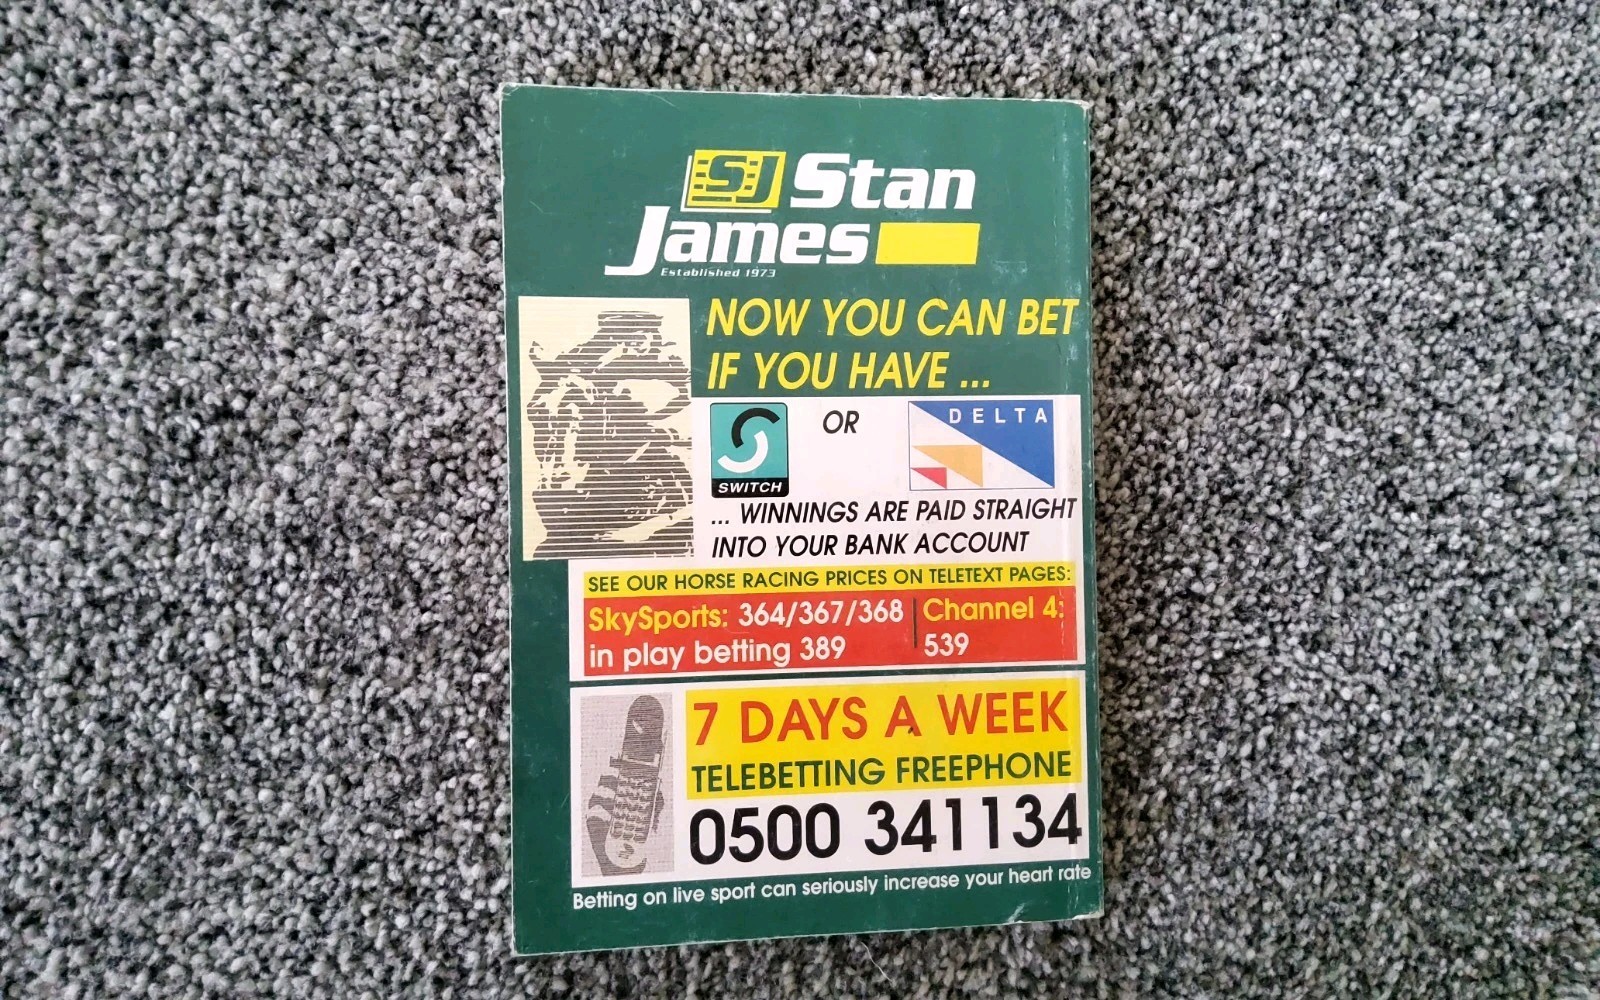 SJ Stan
James
Established 1973
NOW YOU CAN BET
IF YOU HAVE ...
SWITCH
OR
DELTA
... WINNINGS ARE PAID STRAIGHT
INTO YOUR BANK ACCOUNT
SEE OUR HORSE RACING PRICES ON TELETEXT PAGES:
SkySports: 364/367/368
in play betting 389
Channel 4:
539
7 DAYS A WEEK
TELEBETTING FREEPHONE
0500 341134
Betting on live sport can seriously increase your heart rate